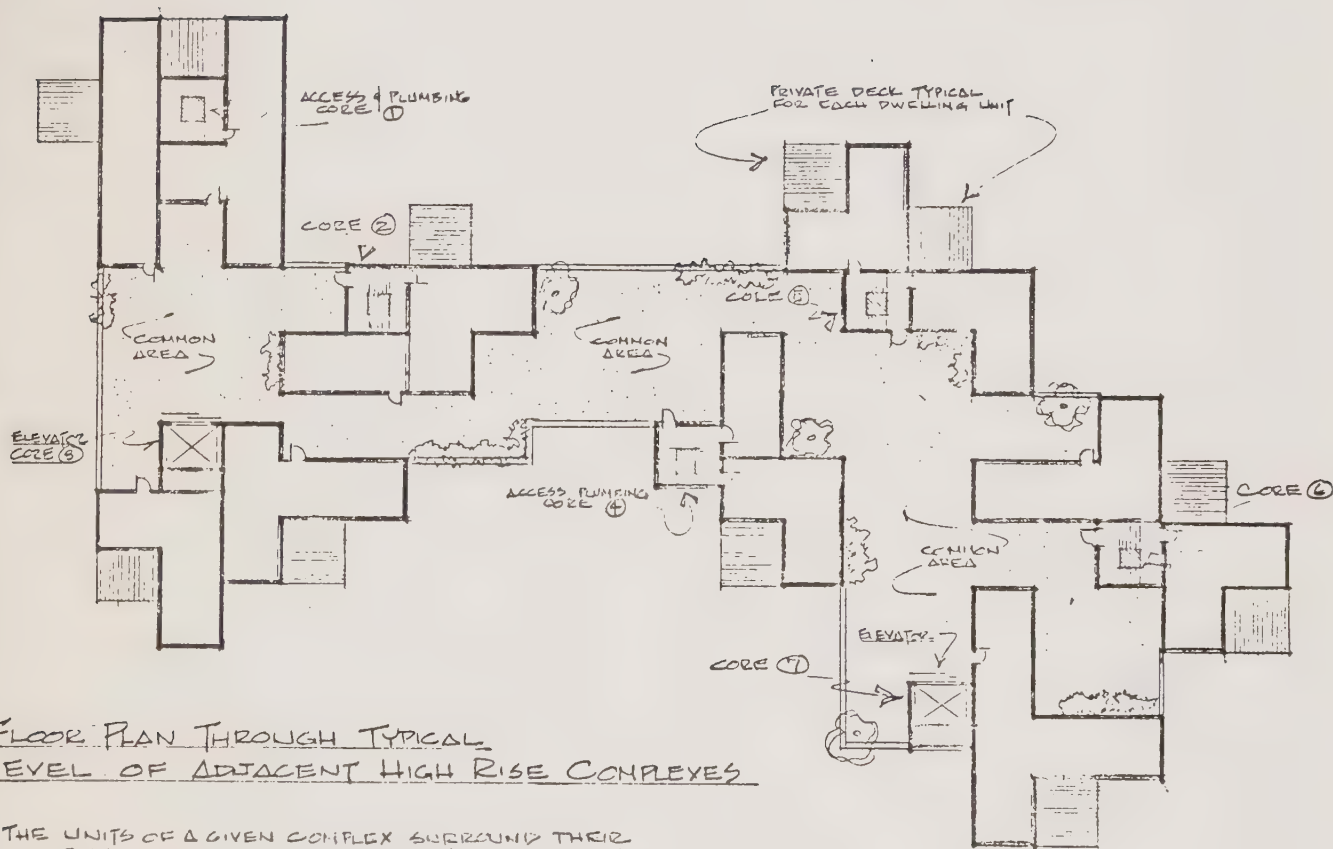 ACCESS & PLUMBING
CORE ①
PRIVATE DECK TYPICAL
FOR EACH DWELLING UNIT
CORE ②
CORE ⑤
COMMON
AREA
COMMON
AREA
ELEVATOR
CORE ③
ACCESS PLUMBING
CORE ④
CORE ⑥
COMMON
AREA
ELEVATOR
CORE ⑦
FLOOR PLAN THROUGH TYPICAL
LEVEL OF ADJACENT HIGH RISE COMPLEXES
THE UNITS OF A GIVEN COMPLEX SURROUND THEIR